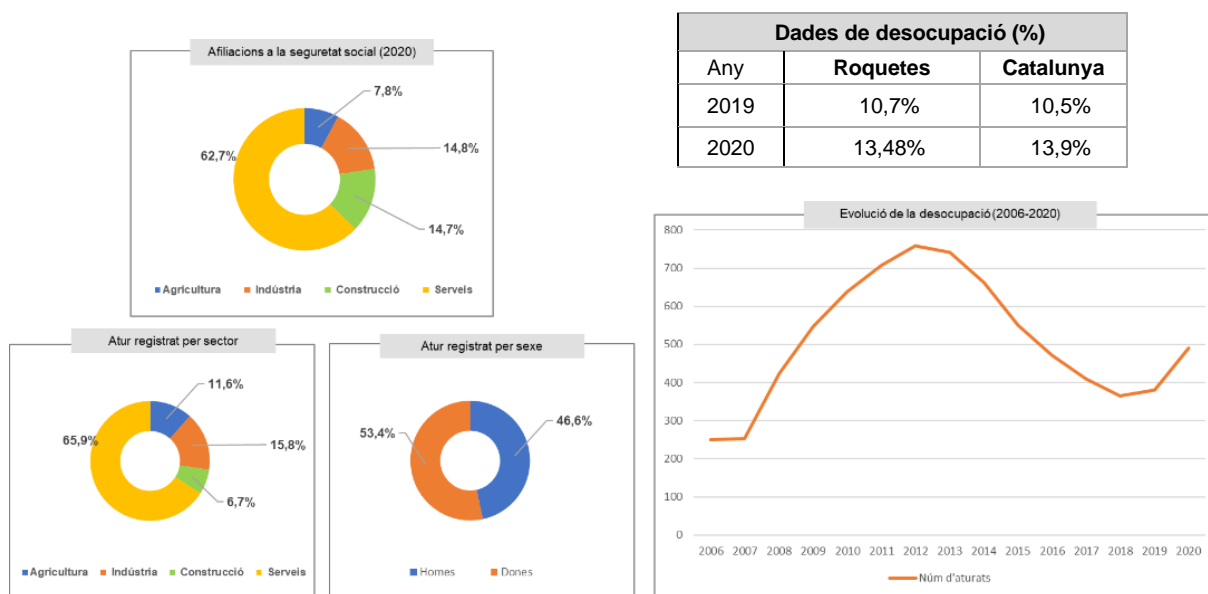 Afiliacions a la seguretat social (2020)
7,8%
62,7%
14,8%
14,7%
Agricultura Indústria Construcció Serveis
Dades de desocupació (%)
Any Roquetes Catalunya
2019 10,7% 10,5%
2020 13,48% 13,9%
Atur registrat per sector
11,6%
65,9%
15,8%
6,7%
Agricultura Indústria Construcció Serveis
Atur registrat per sexe
53,4%
46,6%
Homes Dones
Evolució de la desocupació (2006-2020)
800
700
600
500
400
300
200
100
0
2006 2007 2008 2009 2010 2011 2012 2013 2014 2015 2016 2017 2018 2019 2020
Núm d'aturats